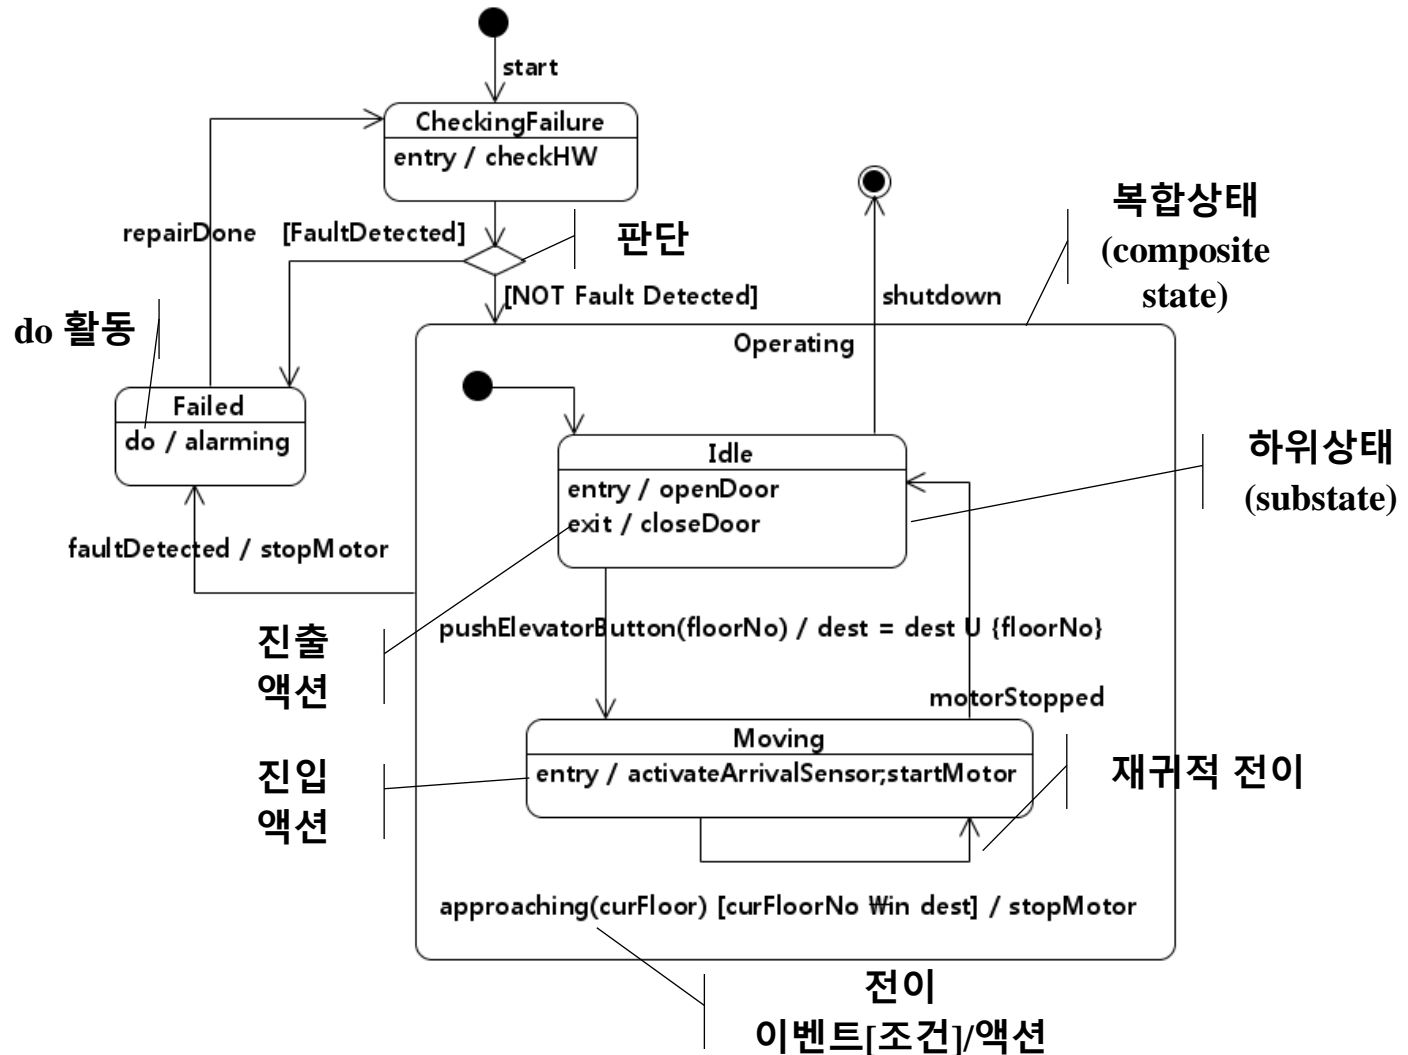 start
CheckingFailure
entry / checkHW
repairDone
[FaultDetected]
판단
[NOT Fault Detected]
shutdown
복합상태
(composite
state)
do 활동
Operating
Failed
do / alarming
Idle
entry / openDoor
exit / closeDoor
하위상태
(substate)
faultDetected / stopMotor
진출
액션
pushElevatorButton(floorNo) / dest = dest U {floorNo}
motorStopped
Moving
entry / activateArrivalSensor;startMotor
진입
액션
재귀적 전이
approaching(curFloor) [curFloorNo ₩in dest] / stopMotor
전이
이벤트[조건]/액션